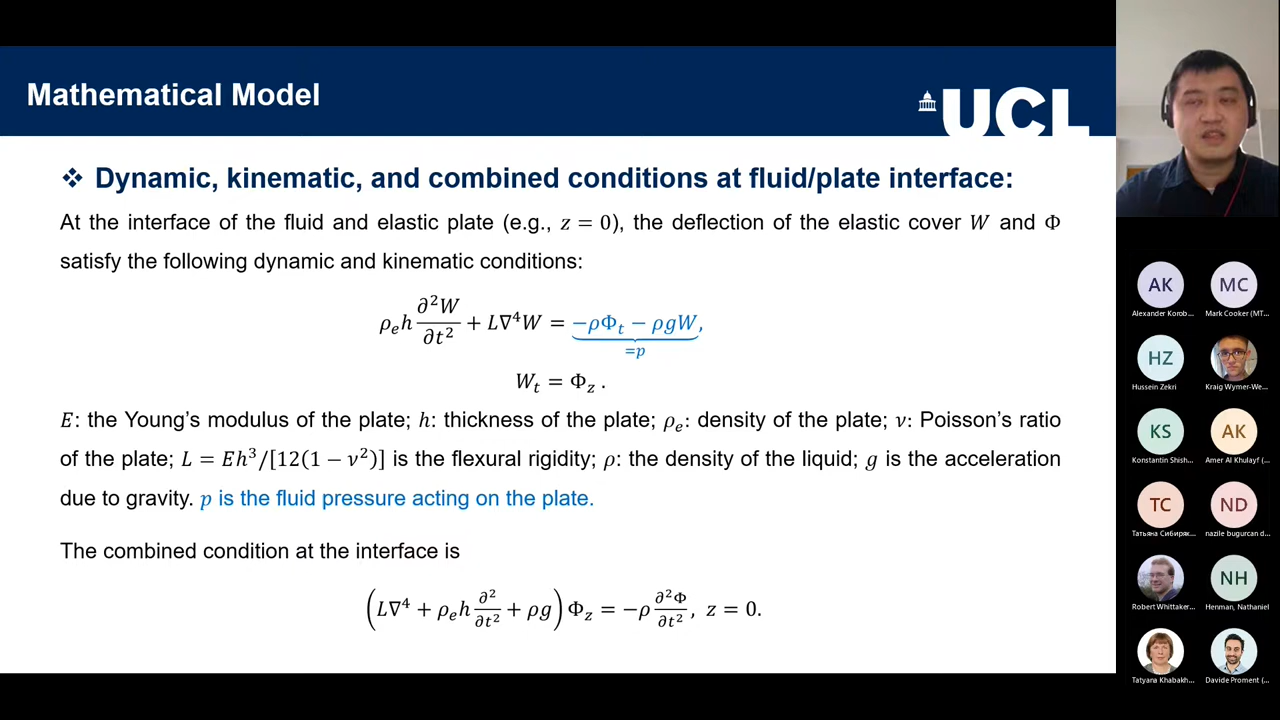 Mathematical Model
UCL
❖ Dynamic, kinematic, and combined conditions at fluid/plate interface:
At the interface of the fluid and elastic plate (e.g., z = 0), the deflection of the elastic cover W and Φ
satisfy the following dynamic and kinematic conditions:
ρₑh ∂²W/∂t² + L∇⁴W = −ρΦₜ − ρgW,
=p
Wₜ = Φ_z .
E: the Young’s modulus of the plate; h: thickness of the plate; ρₑ: density of the plate; ν: Poisson’s ratio
of the plate; L = Eh³/[12(1 − ν²)] is the flexural rigidity; ρ: the density of the liquid; g is the acceleration
due to gravity. p is the fluid pressure acting on the plate.
The combined condition at the interface is
(L∇⁴ + ρₑh ∂²/∂t² + ρg) Φ_z = −ρ ∂²Φ/∂t², z = 0.
AK MC
Alexander Korob... Mark Cooker (MT...
HZ
Hussein Zekri Kraig Wymer-We...
KS AK
Konstantin Shish... Amer Al Khulayf (...
TC ND
Татьяна Сибиряк... nazile bugurcan d...
NH
Robert Whittaker... Henman, Nathaniel
Tatyana Khabakh... Davide Proment (...